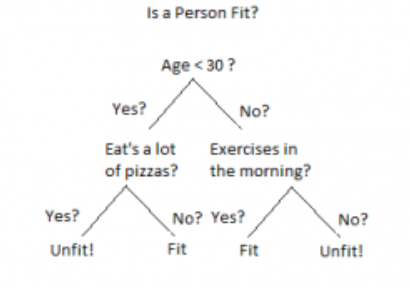 Is a Person Fit?
Age < 30 ?
Yes?
No?
Eat's a lot
of pizzas?
Exercises in
the morning?
Yes?
No?
Yes?
No?
Unfit!
Fit
Fit
Unfit!